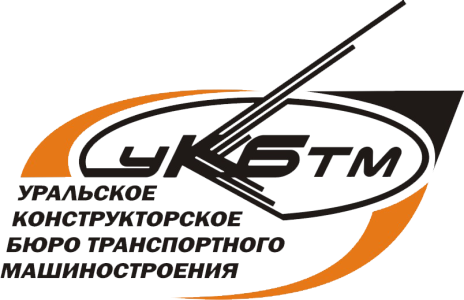 УКБТМ
УРАЛЬСКОЕ
КОНСТРУКТОРСКОЕ
БЮРО ТРАНСПОРТНОГО
МАШИНОСТРОЕНИЯ